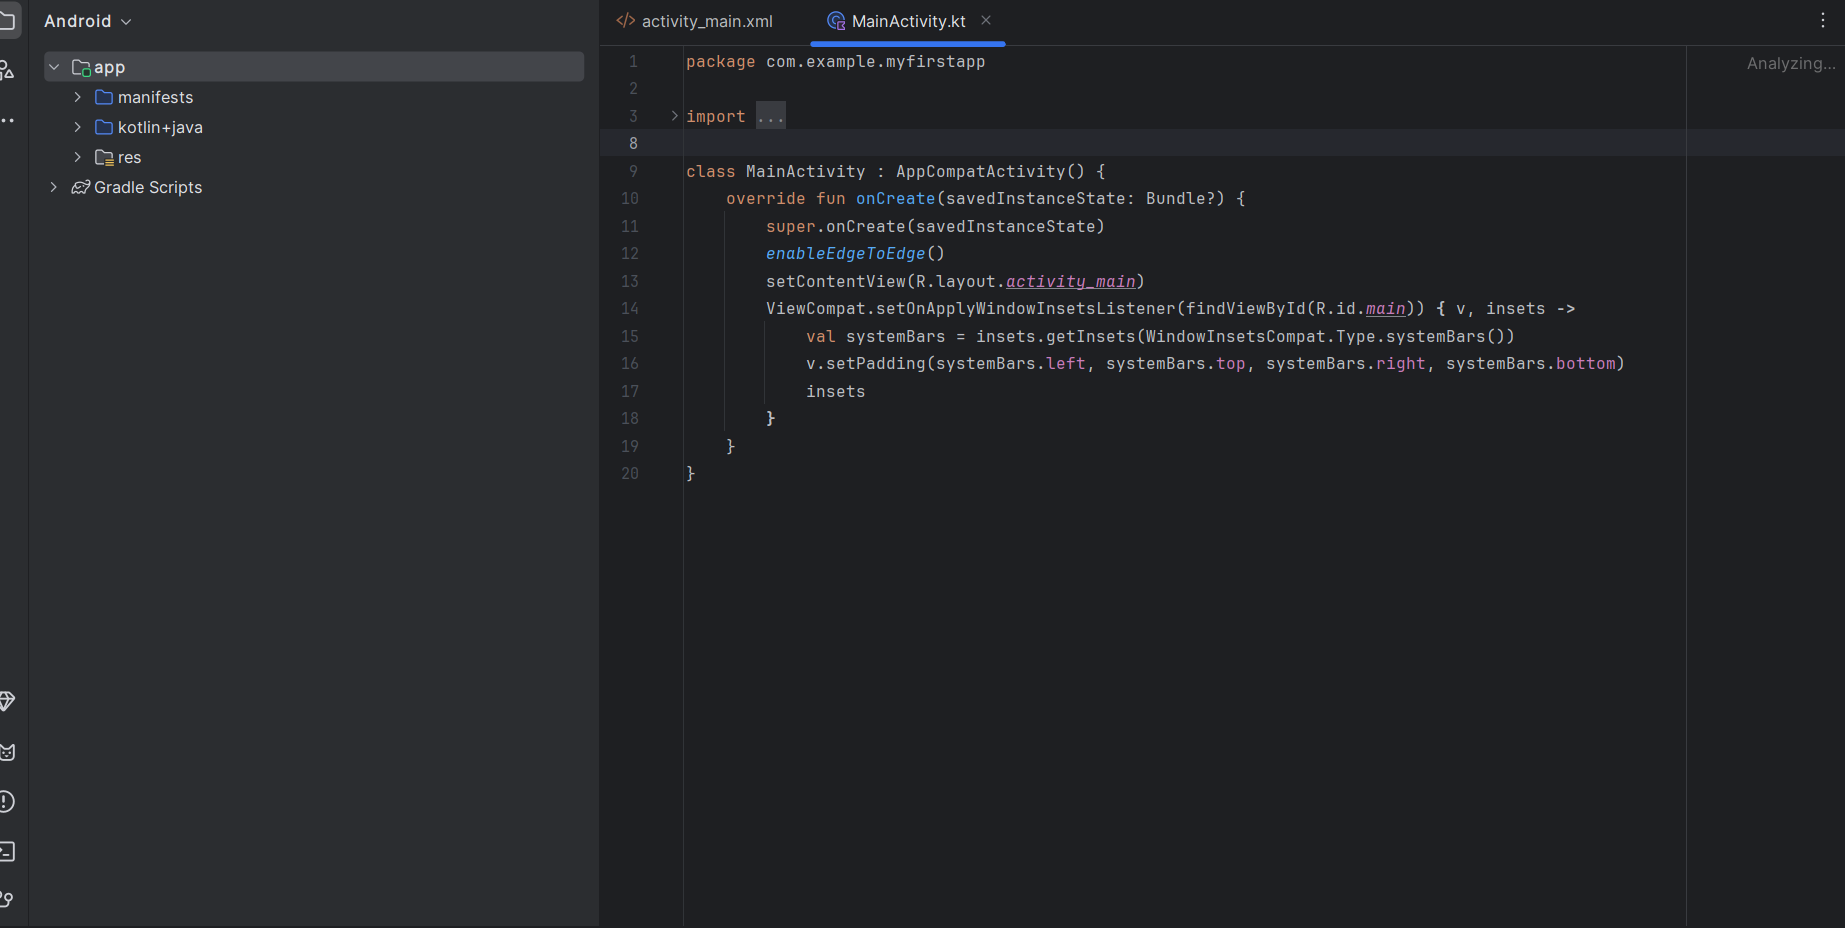 Android
app
manifests
kotlin+java
res
Gradle Scripts
activity_main.xml
MainActivity.kt
Analyzing...
1 package com.example.myfirstapp
2
3 import ...
8
9 class MainActivity : AppCompatActivity() {
10 override fun onCreate(savedInstanceState: Bundle?) {
11 super.onCreate(savedInstanceState)
12 enableEdgeToEdge()
13 setContentView(R.layout.activity_main)
14 ViewCompat.setOnApplyWindowInsetsListener(findViewById(R.id.main)) { v, insets ->
15 val systemBars = insets.getInsets(WindowInsetsCompat.Type.systemBars())
16 v.setPadding(systemBars.left, systemBars.top, systemBars.right, systemBars.bottom)
17 insets
18 }
19 }
20 }